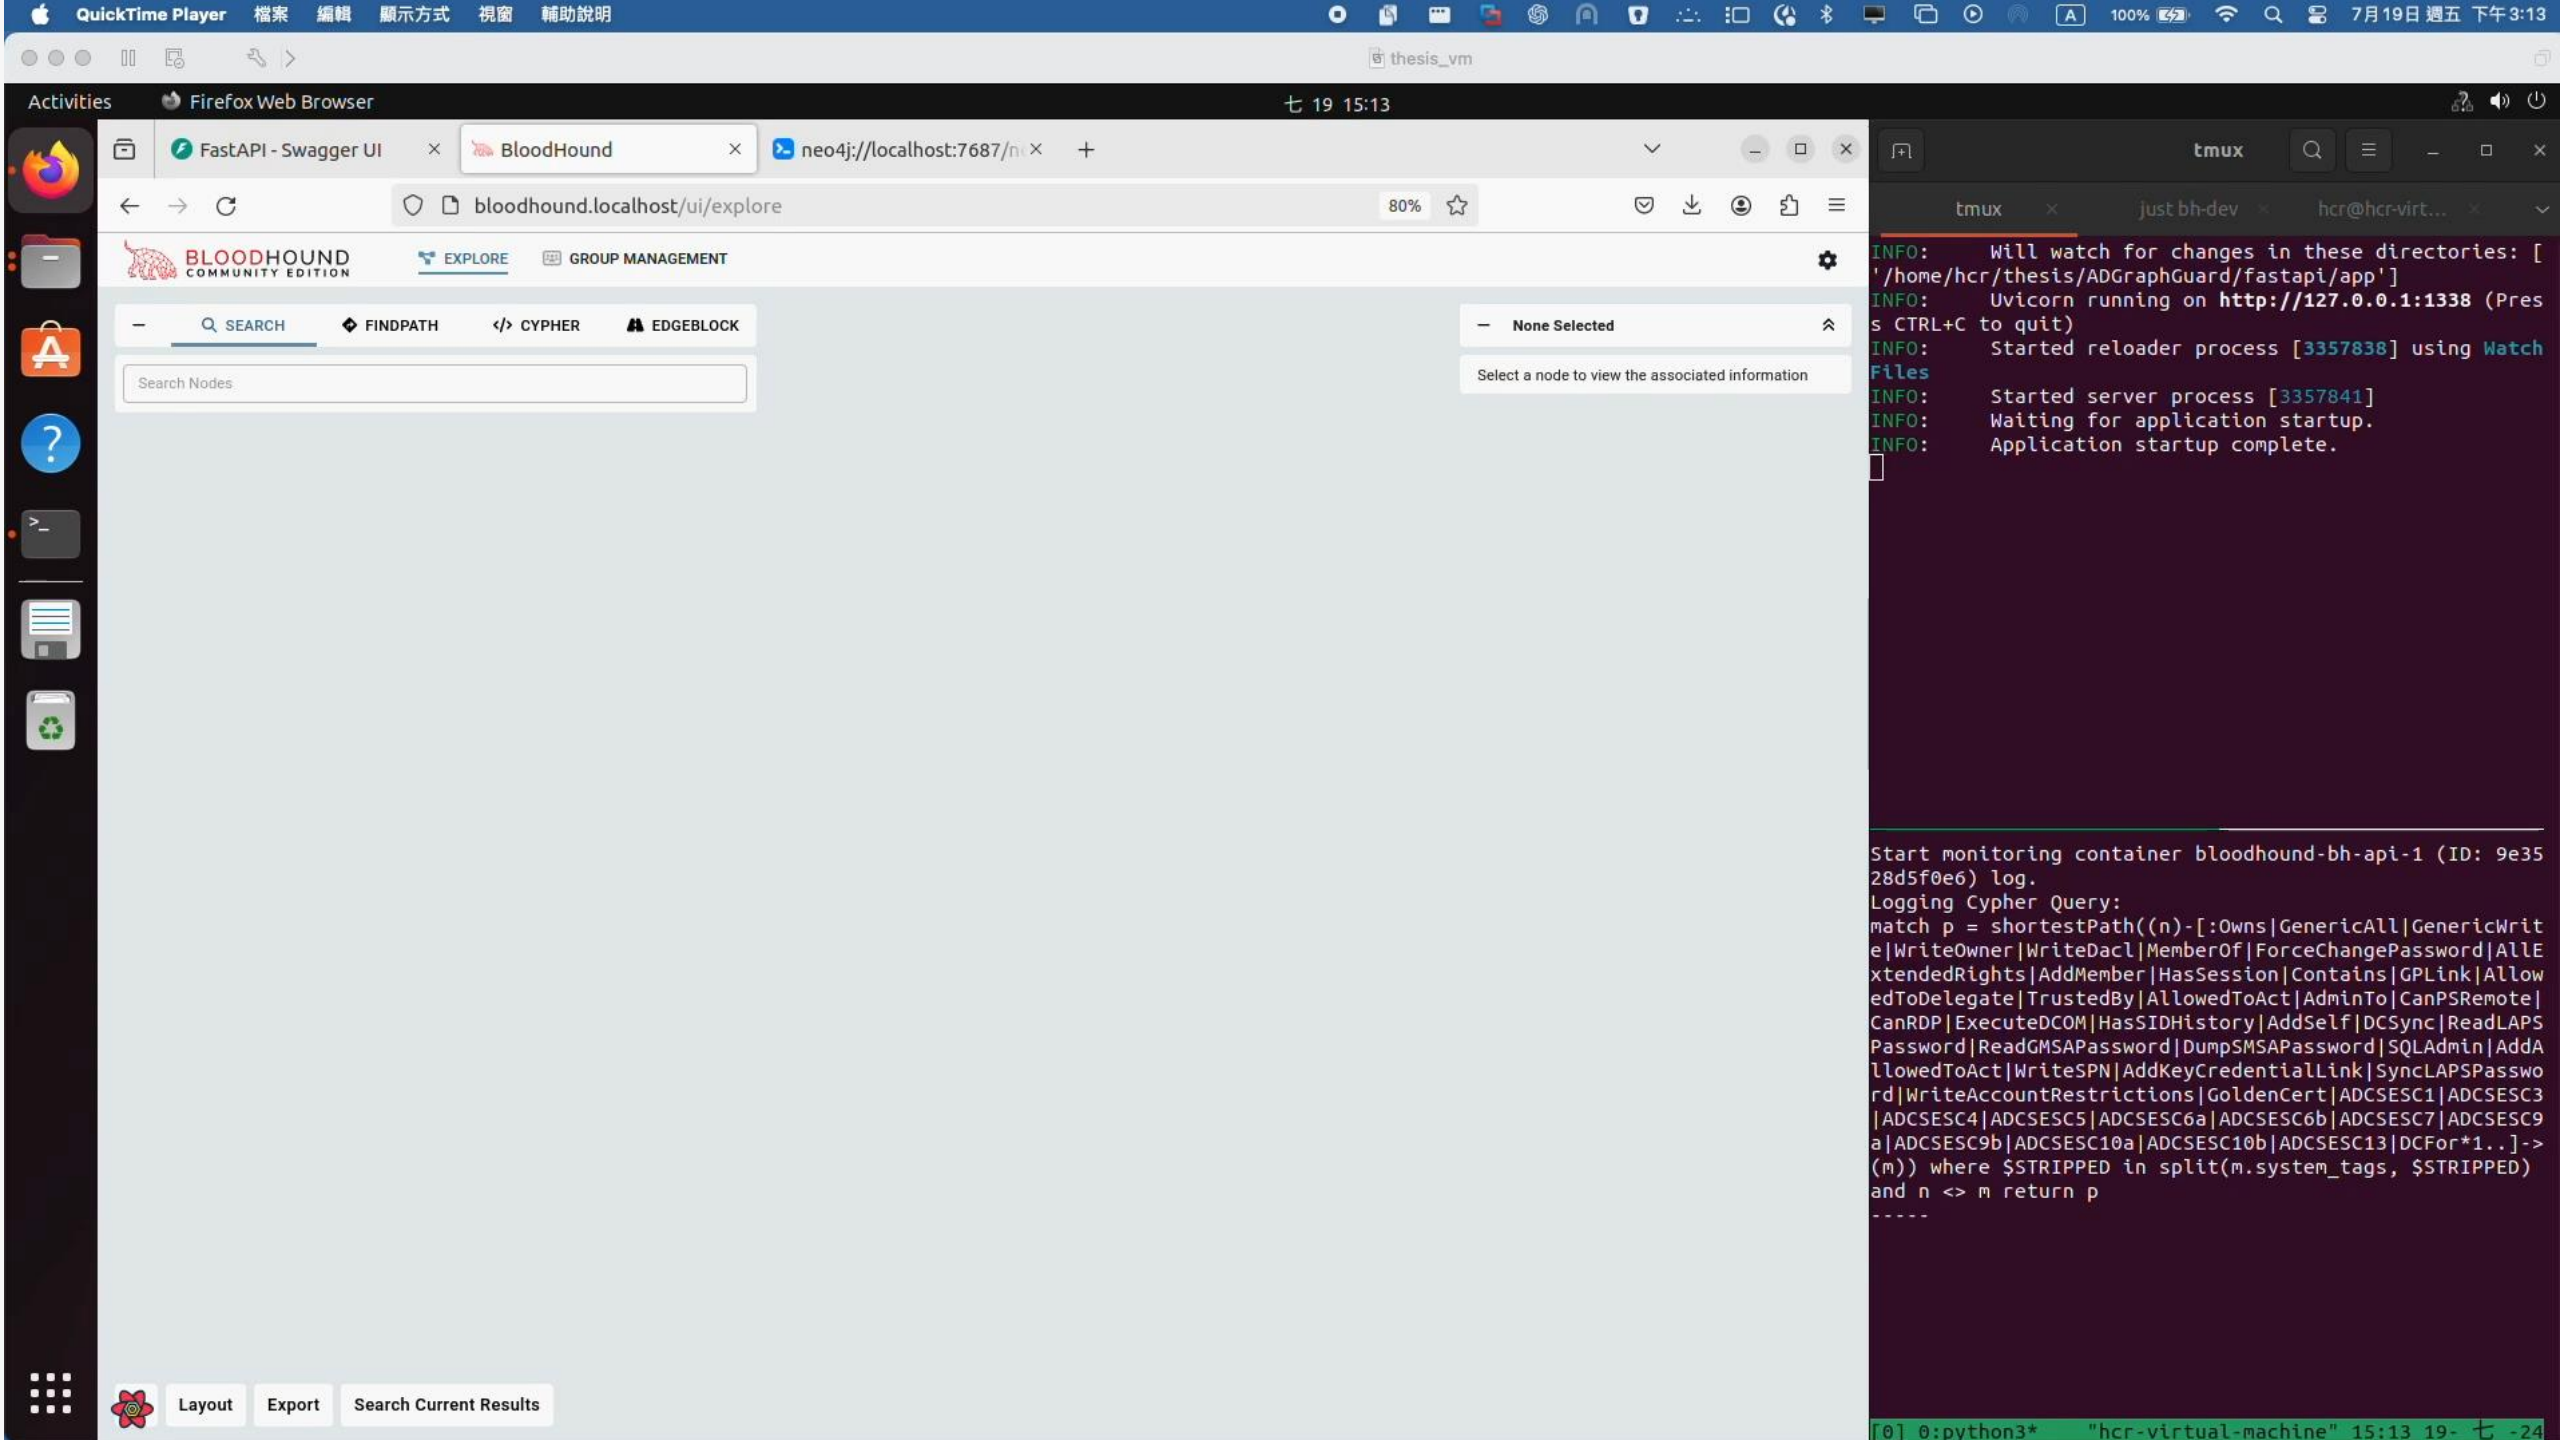 QuickTime Player 檔案 編輯 顯示方式 視窗 輔助說明 A 100% 7月19日 週五 下午3:13
thesis_vm
Activities Firefox Web Browser 七 19 15:13
FastAPI - Swagger UI BloodHound neo4j://localhost:7687/n
bloodhound.localhost/ui/explore 80%
BLOODHOUND
COMMUNITY EDITION
EXPLORE GROUP MANAGEMENT
SEARCH FINDPATH </> CYPHER EDGEBLOCK
Search Nodes
None Selected
Select a node to view the associated information
Layout Export Search Current Results
tmux
tmux just bh-dev hcr@hcr-virt...
INFO: Will watch for changes in these directories: [
'/home/hcr/thesis/ADGraphGuard/fastapi/app']
INFO: Uvicorn running on http://127.0.0.1:1338 (Pres
s CTRL+C to quit)
INFO: Started reloader process [3357838] using Watch
Files
INFO: Started server process [3357841]
INFO: Waiting for application startup.
INFO: Application startup complete.
Start monitoring container bloodhound-bh-api-1 (ID: 9e35
28d5f0e6) log.
Logging Cypher Query:
match p = shortestPath((n)-[:Owns|GenericAll|GenericWrit
e|WriteOwner|WriteDacl|MemberOf|ForceChangePassword|AllE
xtendedRights|AddMember|HasSession|Contains|GPLink|Allow
edToDelegate|TrustedBy|AllowedToAct|AdminTo|CanPSRemote|
CanRDP|ExecuteDCOM|HasSIDHistory|AddSelf|DCSync|ReadLAPS
Password|ReadGMSAPassword|DumpSMSAPassword|SQLAdmin|AddA
llowedToAct|WriteSPN|AddKeyCredentialLink|SyncLAPSPasswo
rd|WriteAccountRestrictions|GoldenCert|ADCSESC1|ADCSESC3
|ADCSESC4|ADCSESC5|ADCSESC6a|ADCSESC6b|ADCSESC7|ADCSESC9
a|ADCSESC9b|ADCSESC10a|ADCSESC10b|ADCSESC13|DCFor*1..]->
(m)) where $STRIPPED in split(m.system_tags, $STRIPPED)
and n <> m return p
-----
[0] 0:python3* "hcr-virtual-machine" 15:13 19- 七 -24